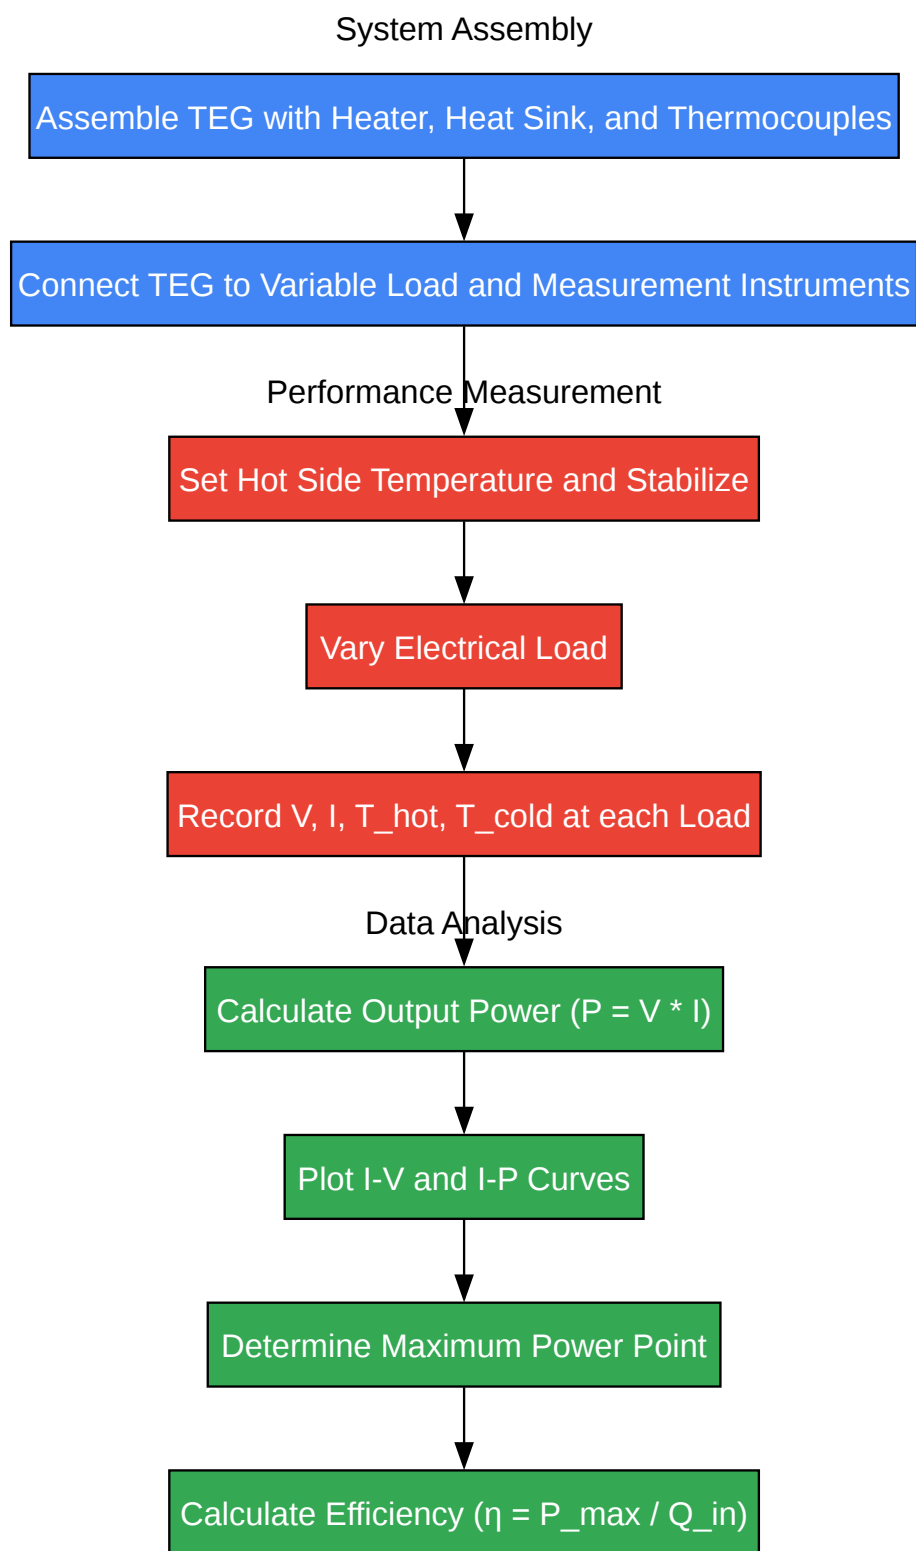 System Assembly
Assemble TEG with Heater, Heat Sink, and Thermocouples
Connect TEG to Variable Load and Measurement Instruments
Performance Measurement
Set Hot Side Temperature and Stabilize
Vary Electrical Load
Record V, I, T_hot, T_cold at each Load
Data Analysis
Calculate Output Power (P = V * I)
Plot I-V and I-P Curves
Determine Maximum Power Point
Calculate Efficiency (η = P_max / Q_in)